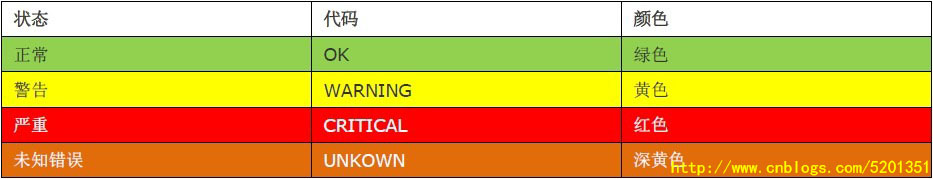 状态 代码 颜色
正常 OK 绿色
警告 WARNING 黄色
严重 CRITICAL 红色
未知错误 UNKOWN 深黄色
http://www.cnblogs.com/5201351